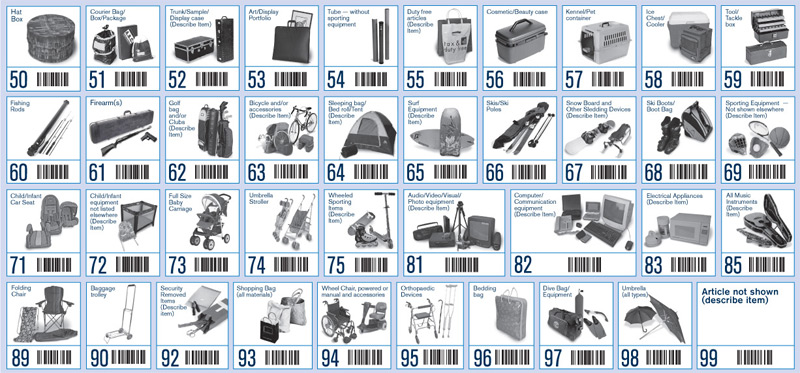 Hat
Box
50
Courier Bag/
Box/Package
51
Trunk/Sample/
Display case
(Describe Item)
52
Art/Display
Portfolio
53
Tube — without
sporting
equipment
54
Duty free
articles
(Describe
Item)
55
Cosmetic/Beauty case
56
Kennel/Pet
container
57
Ice
Chest/
Cooler
58
Tool/
Tackle
box
59
Fishing
Rods
60
Firearm(s)
61
Golf
bag
and/or
Clubs
(Describe
Item)
62
Bicycle and/or
accessories
(Describe Item)
63
Sleeping bag/
Bed roll/Tent
(Describe
Item)
64
Surf
Equipment
(Describe
Item)
65
Skis/Ski
Poles
66
Snow Board and
Other Sledding Devices
(Describe Item)
67
Ski Boots/
Boot Bag
68
Sporting Equipment —
Not shown elsewhere
(Describe Item)
69
Child/Infant
Car Seat
71
Child/Infant
equipment
not listed
elsewhere
(Describe
Item)
72
Full Size
Baby
Carriage
73
Umbrella
Stroller
74
Wheeled
Sporting
Items
(Describe
Item)
75
Audio/Video/Visual/
Photo equipment
(Describe Item)
81
Computer/
Communication
equipment
(Describe Item)
82
Electrical Appliances
(Describe Item)
83
All Music
Instruments
(Describe Item)
85
Folding
Chair
89
Baggage
trolley
90
Security
Removed
Items
(Describe
item)
92
Shopping Bag
(all materials)
93
Wheel Chair, powered or
manual and accessories
94
Orthopaedic
Devices
95
Bedding
bag
96
Dive Bag/
Equipment
97
Umbrella
(all types)
98
Article not shown
(describe item)
99